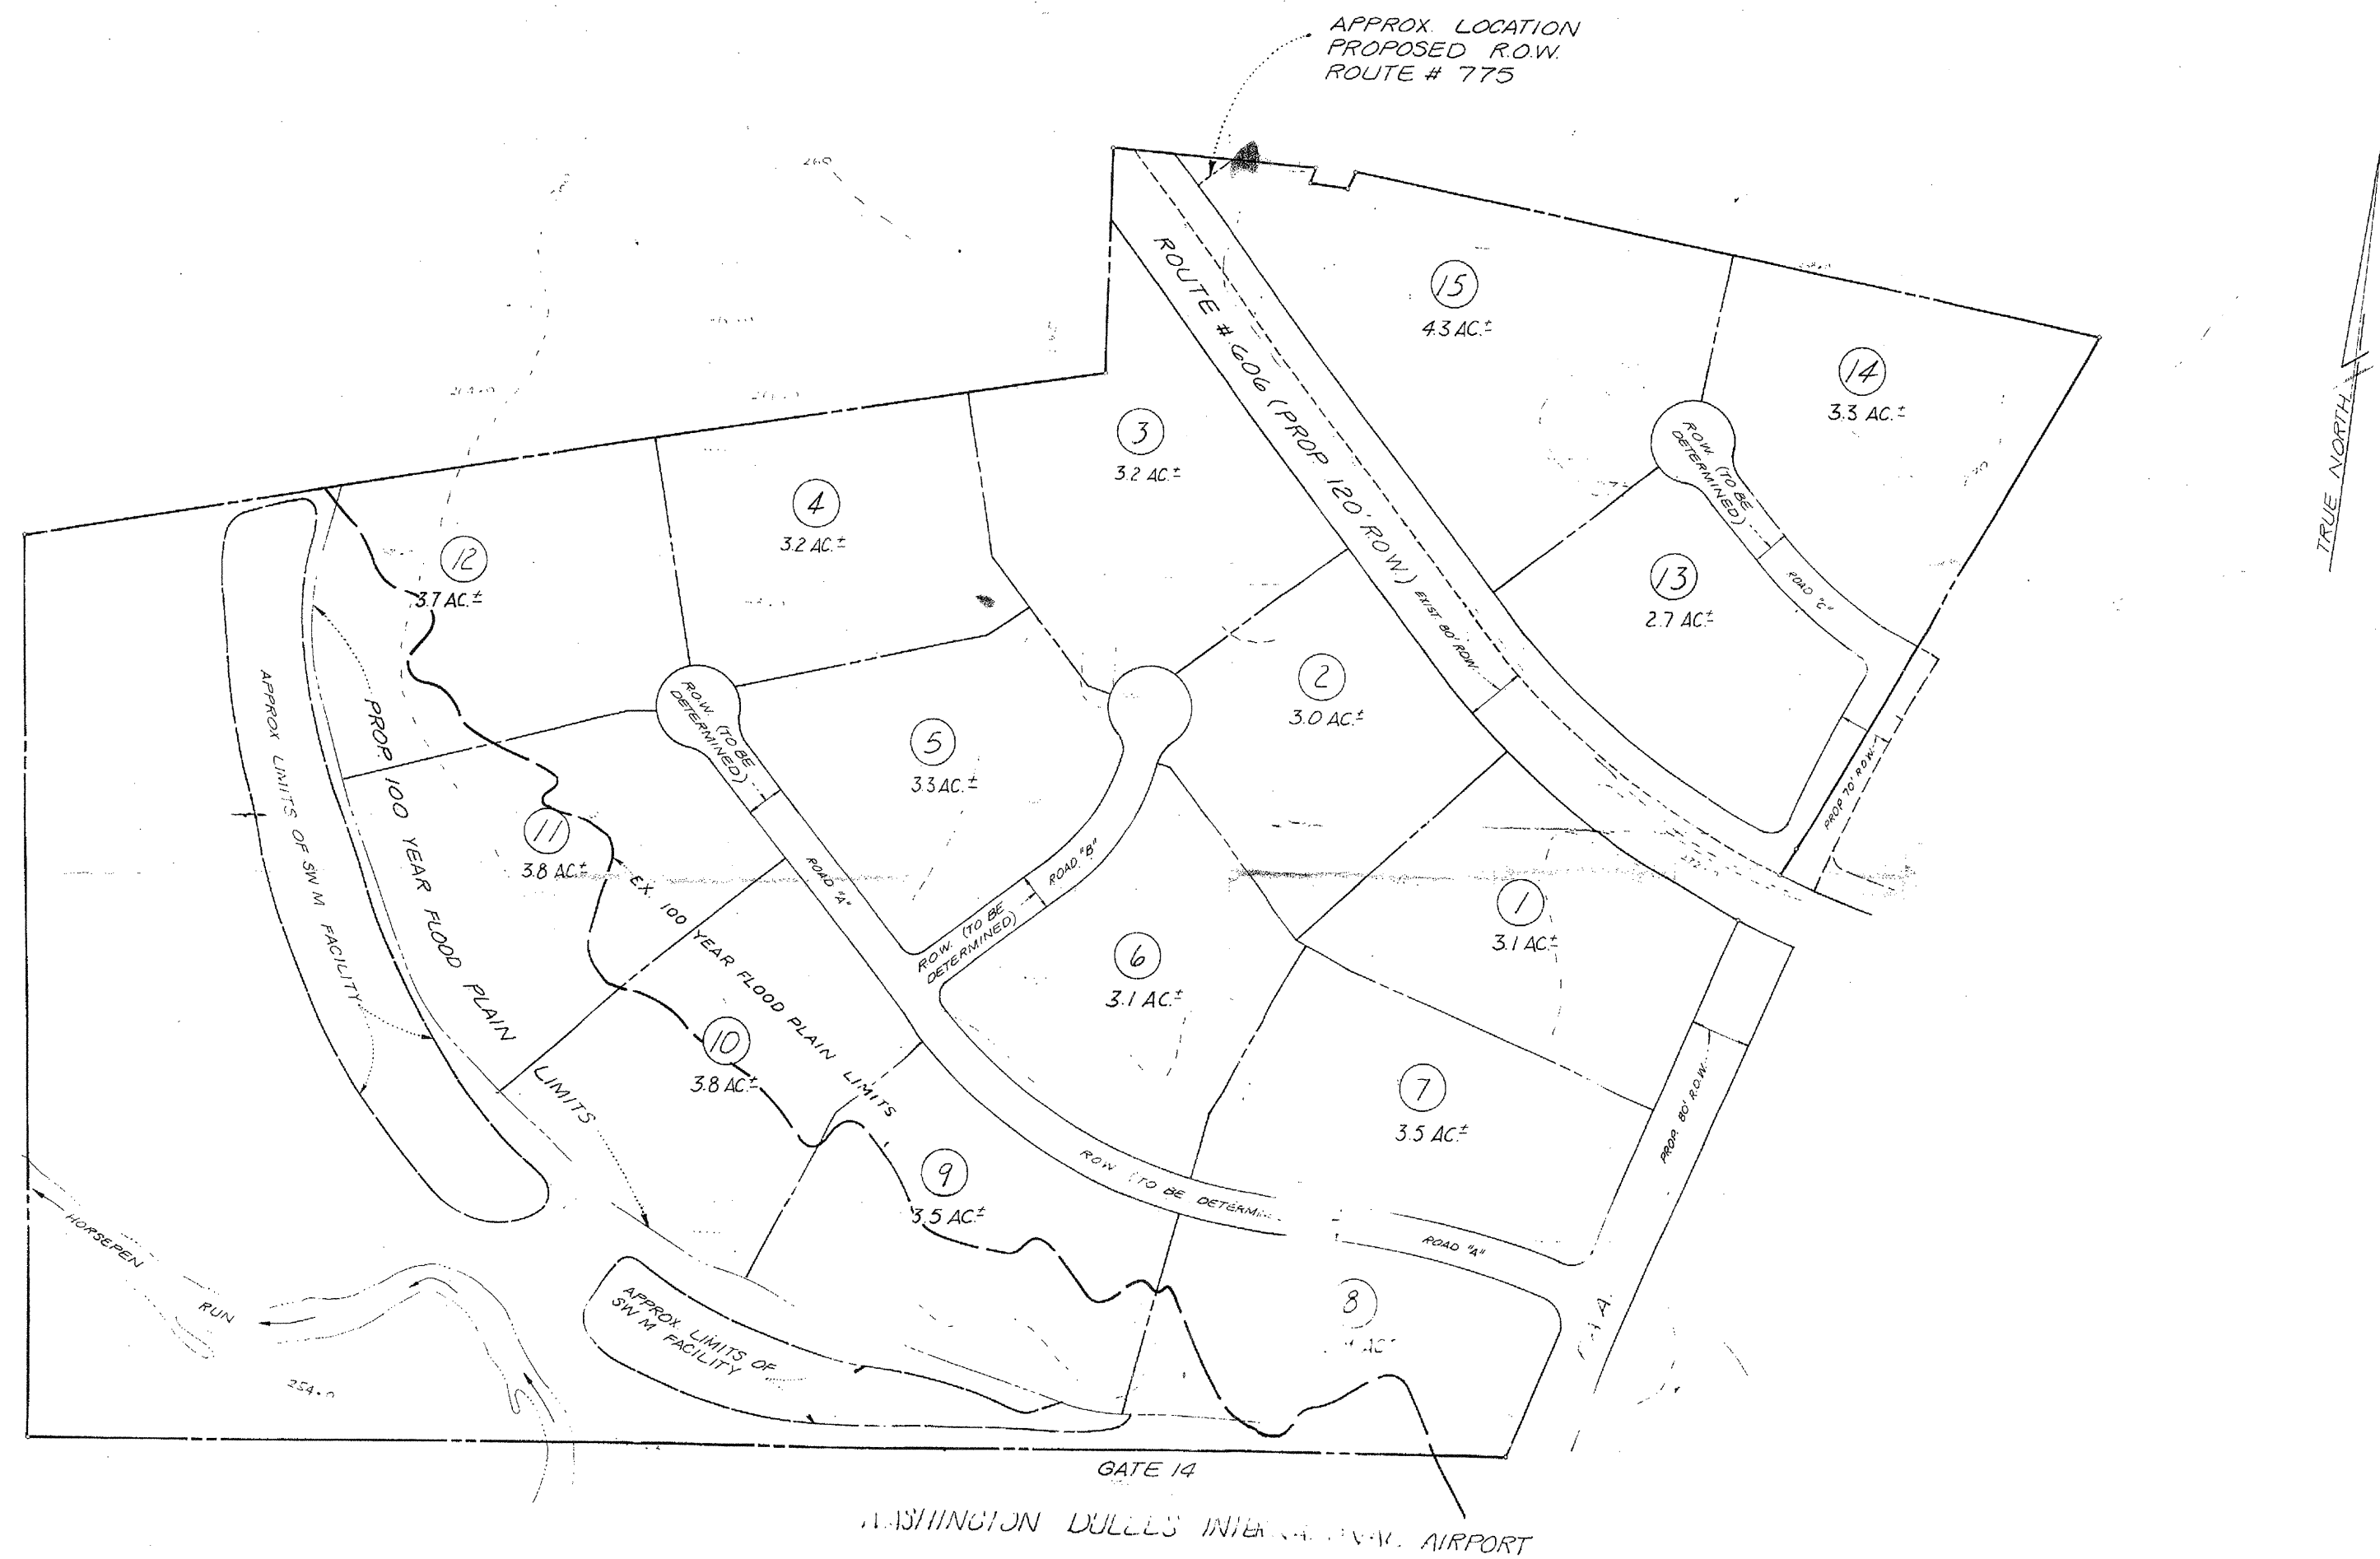 APPROX. LOCATION
PROPOSED R.O.W.
ROUTE # 775
TRUE NORTH
ROUTE # 606 (PROP. 120' R.O.W.)
EXIST. 80' R.O.W.
15
4.3 AC.±
14
3.3 AC.±
R.O.W. (TO BE
DETERMINED)
ROAD "C"
13
2.7 AC.±
PROP. 70' R.O.W.
3
3.2 AC.±
4
3.2 AC.±
12
3.7 AC.±
2
3.0 AC.±
5
3.3 AC.±
R.O.W. (TO BE
DETERMINED)
ROAD "A"
ROAD "B"
R.O.W. (TO BE
DETERMINED)
11
3.8 AC.±
1
3.1 AC.±
6
3.1 AC.±
10
3.8 AC.±
7
3.5 AC.±
PROP. 80' R.O.W.
9
3.5 AC.±
ROW (TO BE
ROAD "A"
8
AC
EX. 100 YEAR FLOOD PLAIN LIMITS
PROP. 100 YEAR FLOOD PLAIN
LIMITS
APPROX LIMITS OF SWM FACILITY
APPROX. LIMITS OF
SWM FACILITY
HORSEPEN
RUN
GATE 14
WASHINGTON DULLES INTERNATIONAL AIRPORT